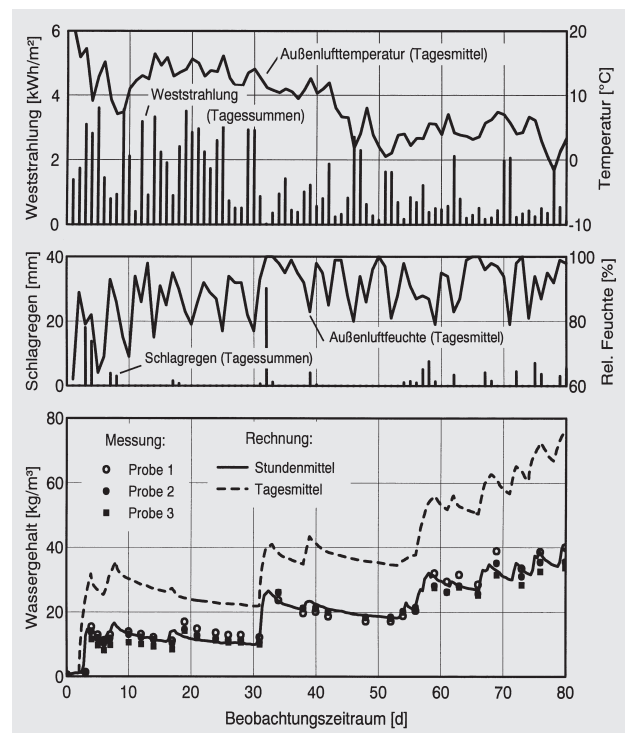 6
4
2
0
Weststrahlung [kWh/m²]
20
10
0
-10
Temperatur [°C]
Außenlufttemperatur (Tagesmittel)
Weststrahlung
(Tagessummen)
40
20
0
Schlagregen [mm]
100
80
60
Rel. Feuchte [%]
Außenluftfeuchte (Tagesmittel)
Schlagregen (Tagessummen)
80
60
40
20
0
Wassergehalt [kg/m³]
Messung:
Probe 1
Probe 2
Probe 3
Rechnung:
Stundenmittel
Tagesmittel
0 10 20 30 40 50 60 70 80
Beobachtungszeitraum [d]